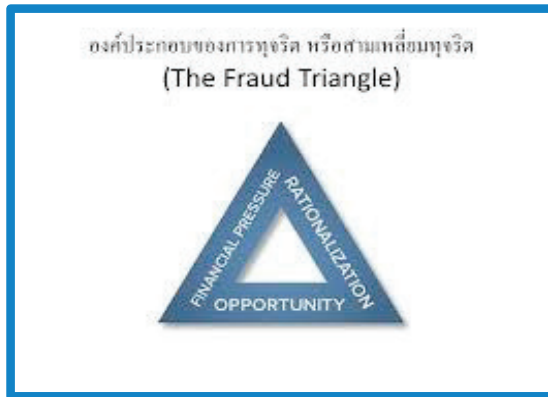 องค์ประกอบของการทุจริต หรือสามเหลี่ยมทุจริต
(The Fraud Triangle)
FINANCIAL PRESSURE
RATIONALIZATION
OPPORTUNITY